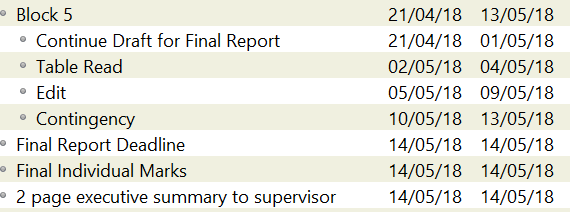 Block 5 21/04/18 13/05/18
Continue Draft for Final Report 21/04/18 01/05/18
Table Read 02/05/18 04/05/18
Edit 05/05/18 09/05/18
Contingency 10/05/18 13/05/18
Final Report Deadline 14/05/18 14/05/18
Final Individual Marks 14/05/18 14/05/18
2 page executive summary to supervisor 14/05/18 14/05/18